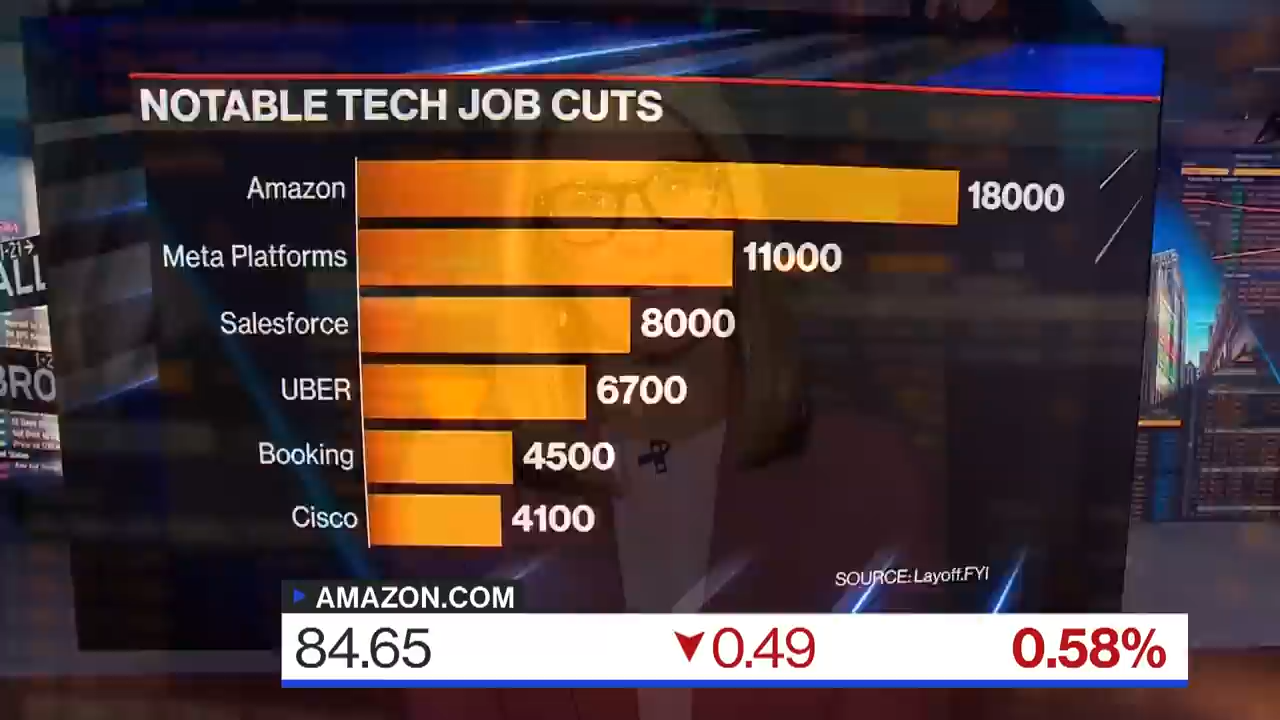 NOTABLE TECH JOB CUTS
Amazon 18000
Meta Platforms 11000
Salesforce 8000
UBER 6700
Booking 4500
Cisco 4100
SOURCE: Layoff.FYI
AMAZON.COM
84.65 0.49 0.58%